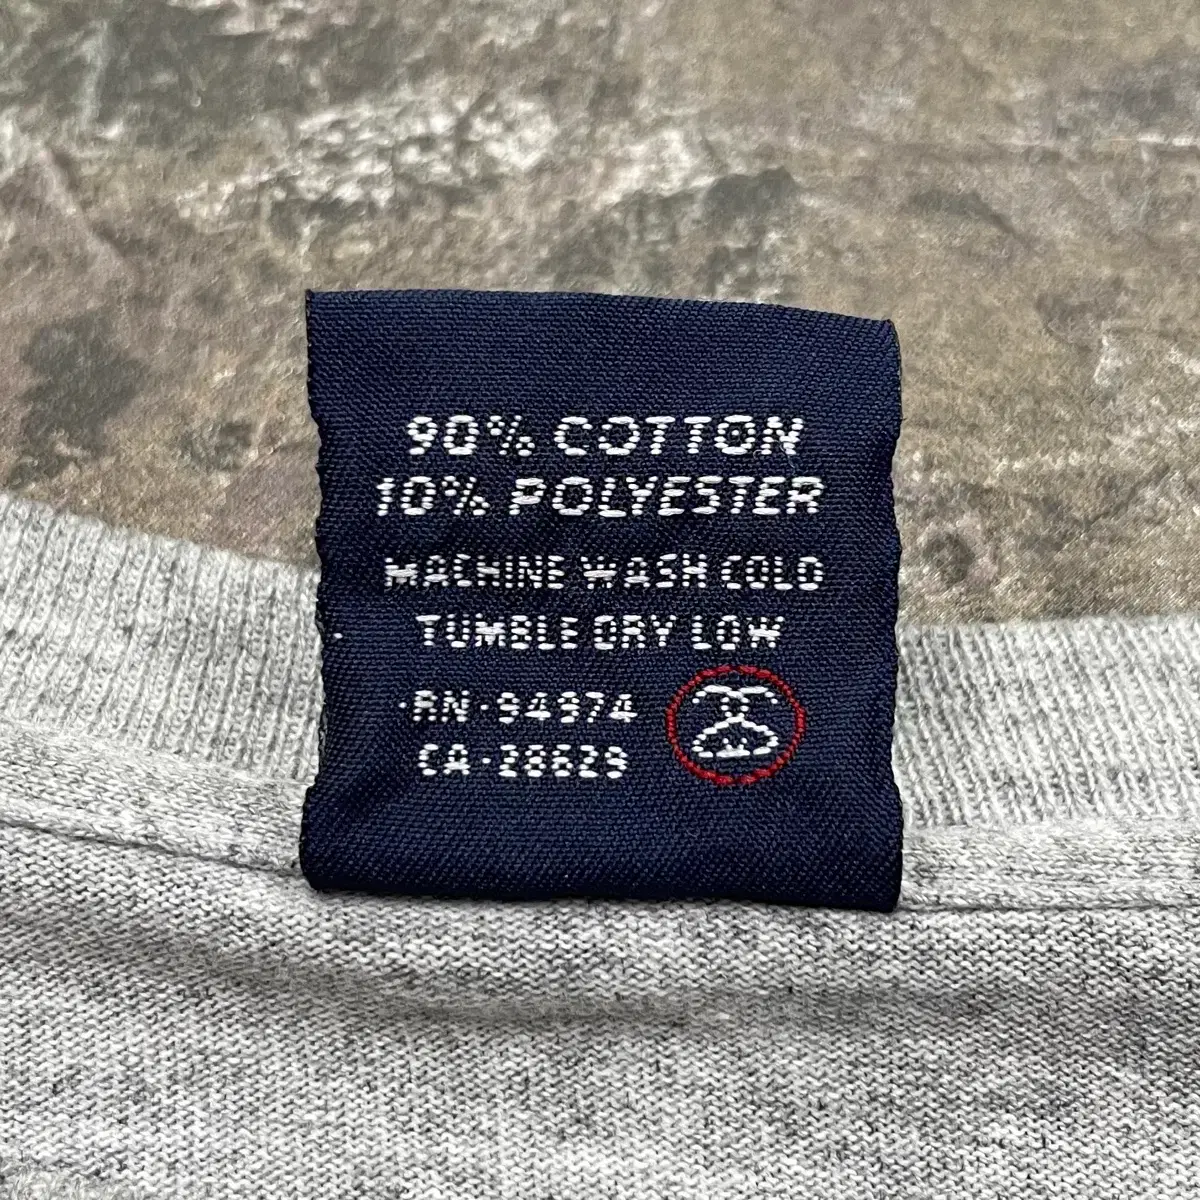 90% COTTON
10% POLYESTER
MACHINE WASH COLD
TUMBLE DRY LOW
·RN·94974
CA·28629